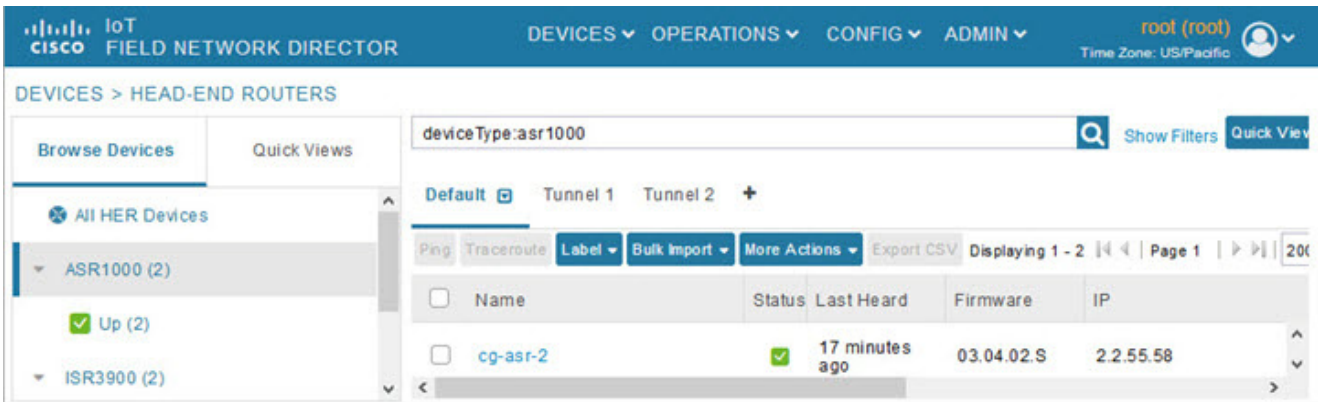 IoT
CISCO FIELD NETWORK DIRECTOR
DEVICES OPERATIONS CONFIG ADMIN
root (root)
Time Zone: US/Pacific
DEVICES > HEAD-END ROUTERS
Browse Devices
Quick Views
All HER Devices
ASR1000 (2)
Up (2)
ISR3900 (2)
deviceType:asr1000
Show Filters
Quick View
Default Tunnel 1 Tunnel 2 +
Ping Traceroute Label Bulk Import More Actions Export CSV Displaying 1 - 2 | Page 1 | 200
Name Status Last Heard Firmware IP
cg-asr-2 17 minutes ago 03.04.02.S 2.2.55.58